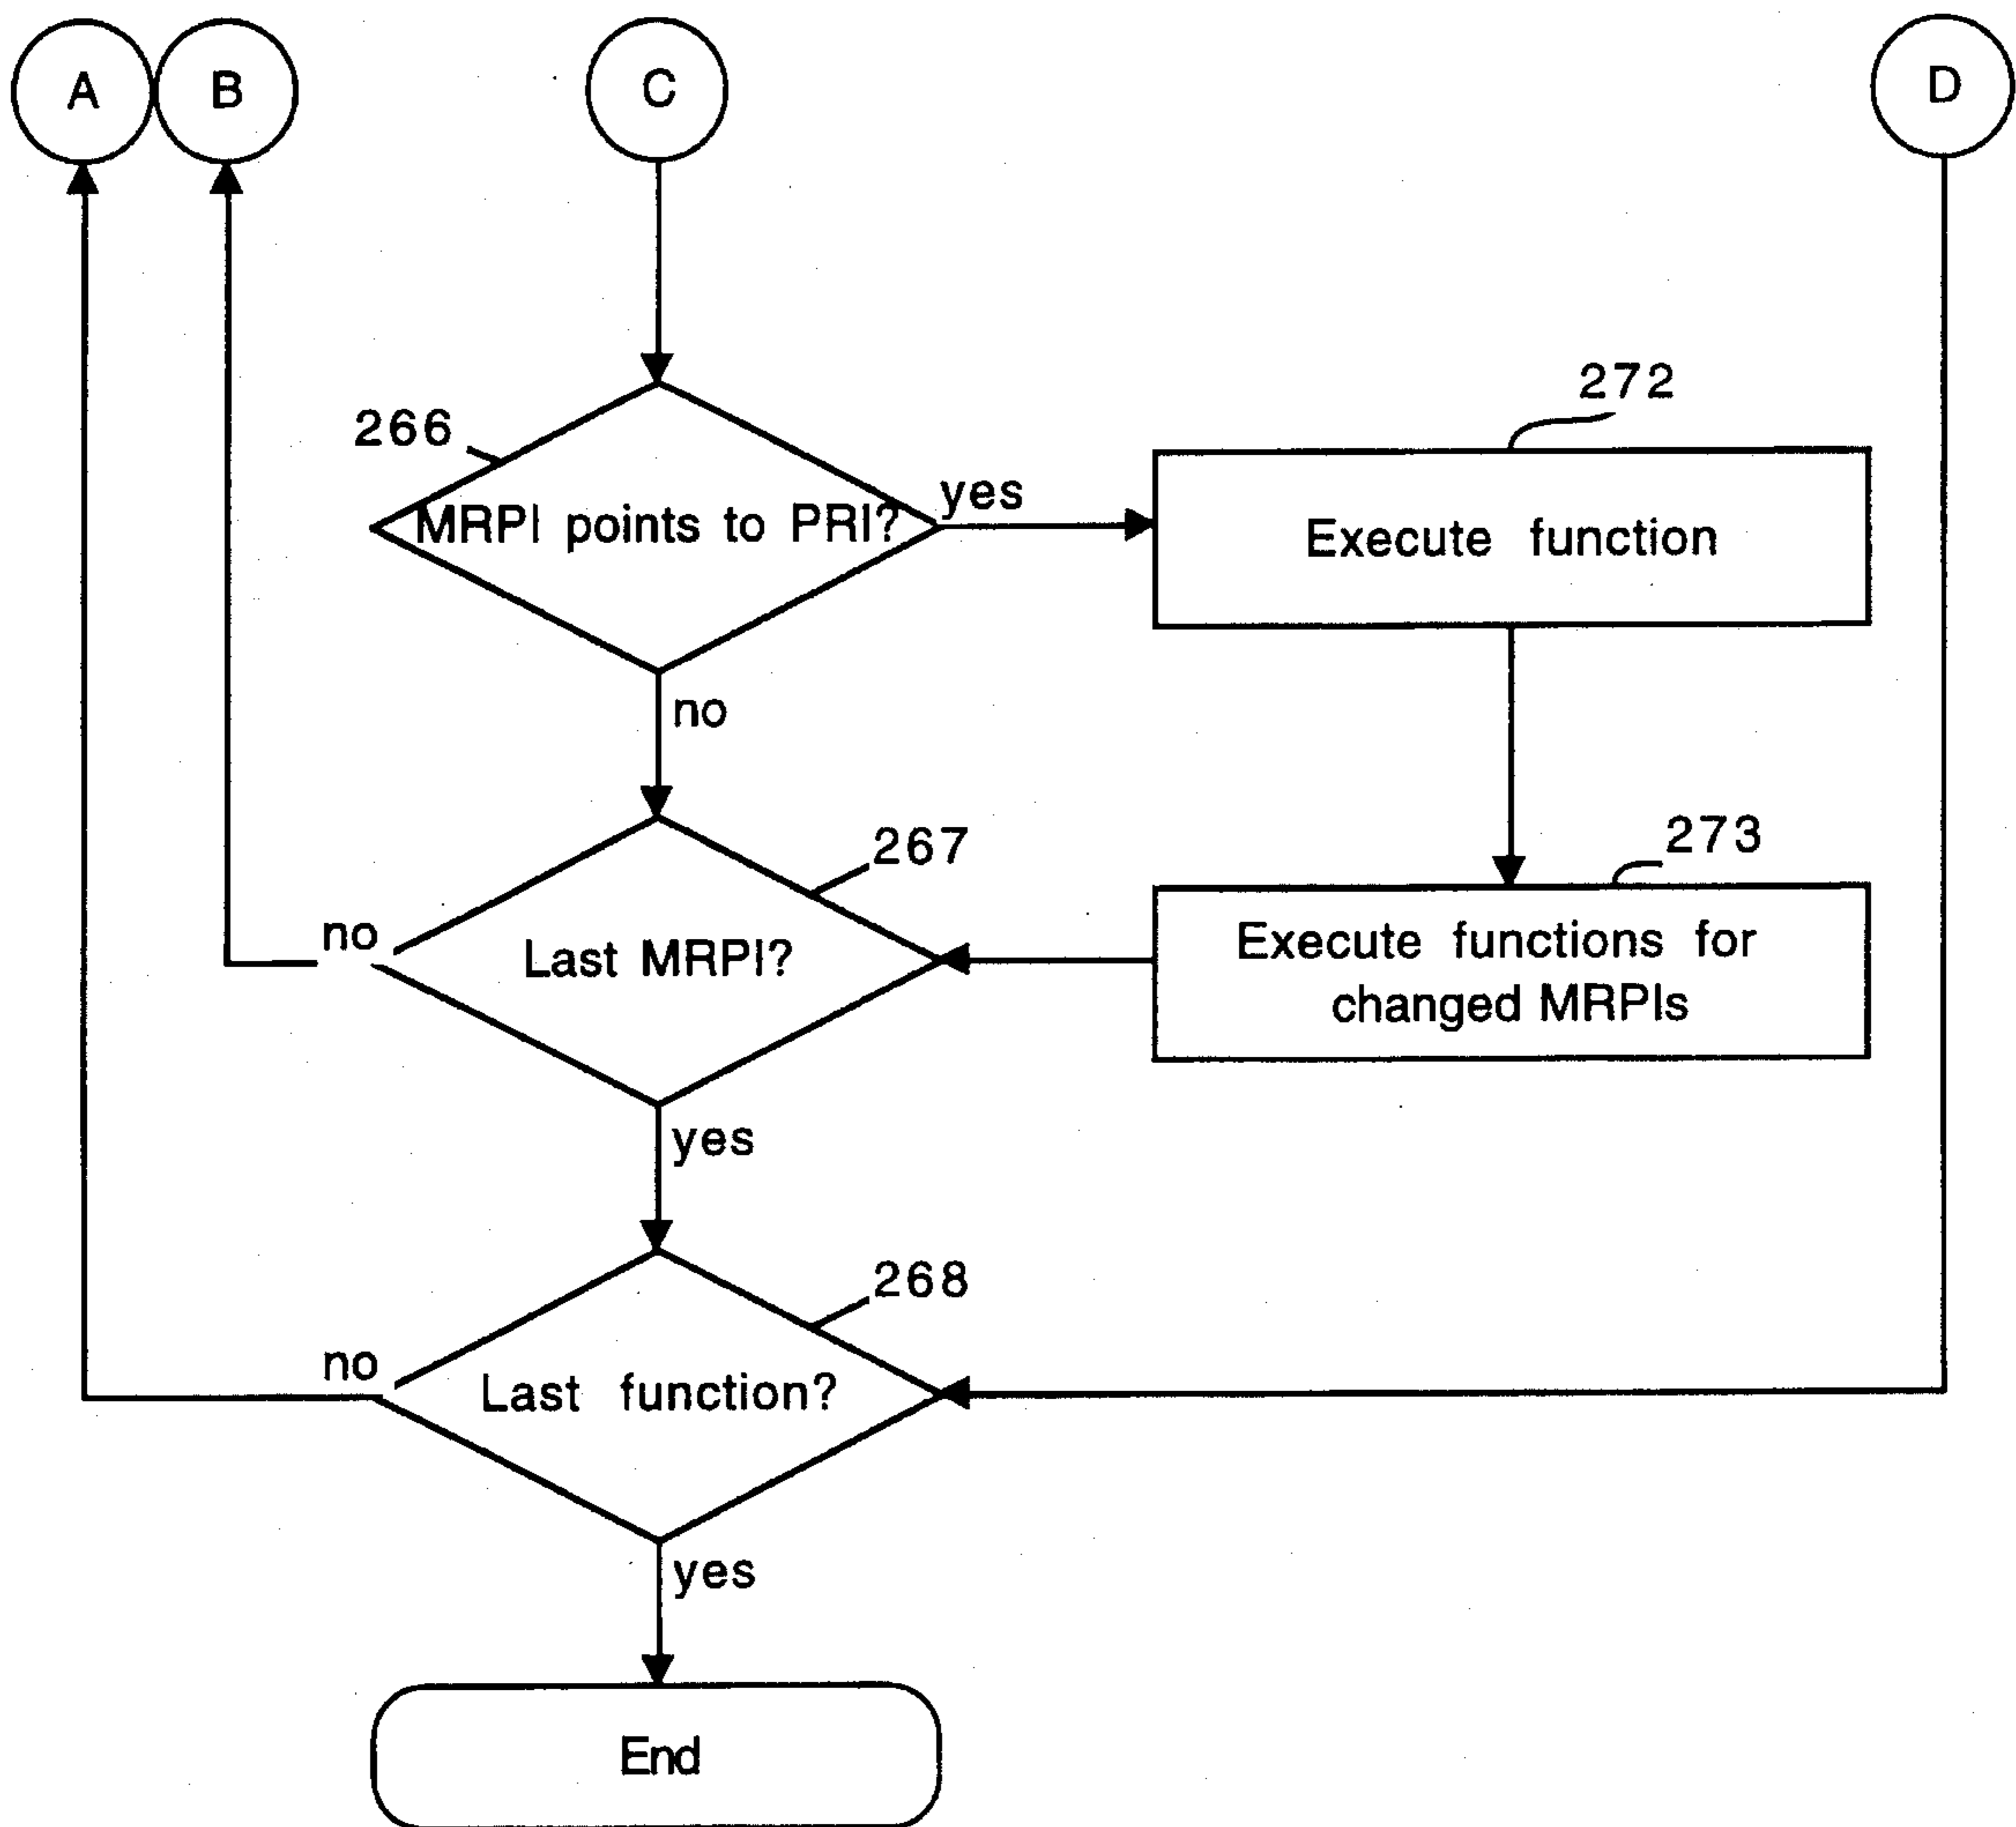 A
B
C
D
272
266
MRPI points to PRI?
yes
Execute function
no
267
273
no
Last MRPI?
Execute functions for
changed MRPIs
yes
268
no
Last function?
yes
End